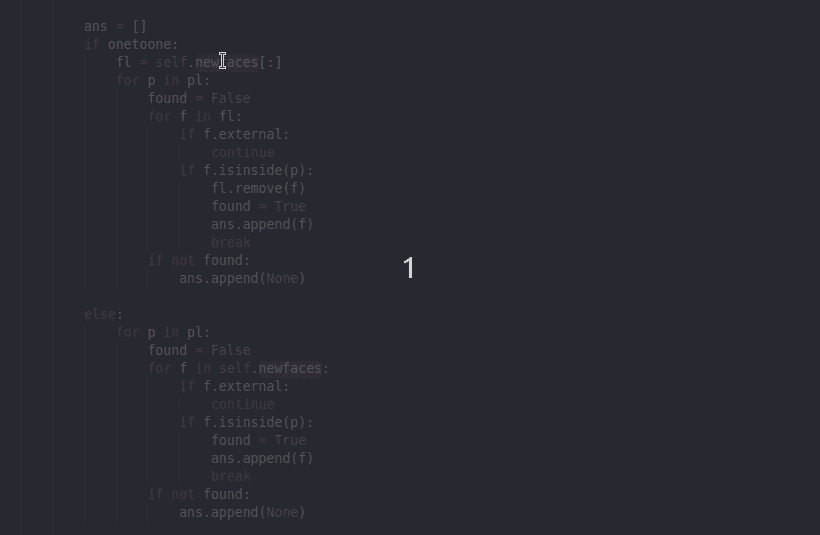 ans = []
if onetoone:
fl = self.newfaces[:]
for p in pl:
found = False
for f in fl:
if f.external:
continue
if f.isinside(p):
fl.remove(f)
found = True
ans.append(f)
break
if not found:
1
ans.append(None)
else:
for p in pl:
found = False
for f in self.newfaces:
if f.external:
continue
if f.isinside(p):
found = True
ans.append(f)
break
if not found:
ans.append(None)